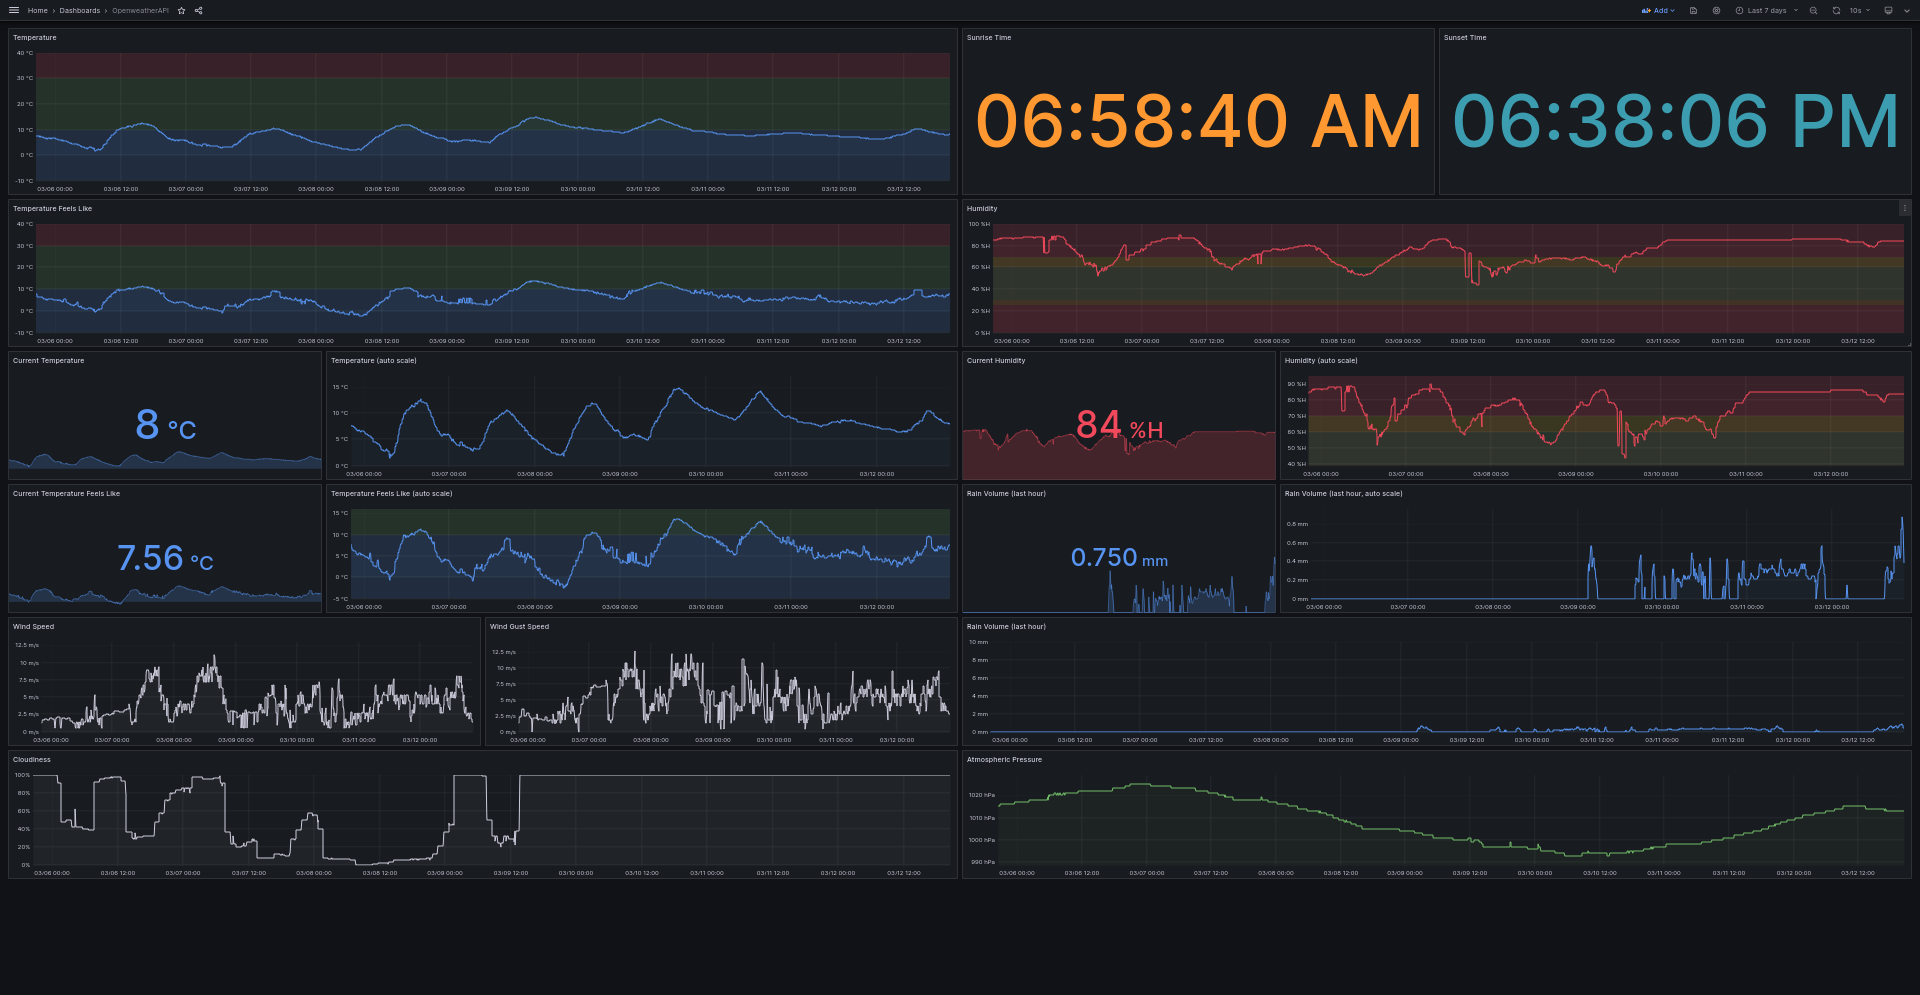 Home › Dashboards › OpenweatherAPI
Add
Last 7 days
10s
Temperature
40 °C
30 °C
20 °C
10 °C
0 °C
-10 °C
03/06 00:00 03/06 12:00 03/07 00:00 03/07 12:00 03/08 00:00 03/08 12:00 03/09 00:00 03/09 12:00 03/10 00:00 03/10 12:00 03/11 00:00 03/11 12:00 03/12 00:00 03/12 12:00
Sunrise Time
06:58:40 AM
Sunset Time
06:38:06 PM
Temperature Feels Like
40 °C
30 °C
20 °C
10 °C
0 °C
-10 °C
03/06 00:00 03/06 12:00 03/07 00:00 03/07 12:00 03/08 00:00 03/08 12:00 03/09 00:00 03/09 12:00 03/10 00:00 03/10 12:00 03/11 00:00 03/11 12:00 03/12 00:00 03/12 12:00
Humidity
100 %H
80 %H
60 %H
40 %H
20 %H
0 %H
03/06 00:00 03/06 12:00 03/07 00:00 03/07 12:00 03/08 00:00 03/08 12:00 03/09 00:00 03/09 12:00 03/10 00:00 03/10 12:00 03/11 00:00 03/11 12:00 03/12 00:00 03/12 12:00
Current Temperature
8 °C
Temperature (auto scale)
15 °C
10 °C
5 °C
0 °C
03/06 00:00 03/07 00:00 03/08 00:00 03/09 00:00 03/10 00:00 03/11 00:00 03/12 00:00
Current Humidity
84 %H
Humidity (auto scale)
90 %H
80 %H
70 %H
60 %H
50 %H
40 %H
03/06 00:00 03/07 00:00 03/08 00:00 03/09 00:00 03/10 00:00 03/11 00:00 03/12 00:00
Current Temperature Feels Like
7.56 °C
Temperature Feels Like (auto scale)
15 °C
10 °C
5 °C
0 °C
-5 °C
03/06 00:00 03/07 00:00 03/08 00:00 03/09 00:00 03/10 00:00 03/11 00:00 03/12 00:00
Rain Volume (last hour)
0.750 mm
Rain Volume (last hour, auto scale)
0.8 mm
0.6 mm
0.4 mm
0.2 mm
0 mm
03/06 00:00 03/07 00:00 03/08 00:00 03/09 00:00 03/10 00:00 03/11 00:00 03/12 00:00
Wind Speed
12.5 m/s
10 m/s
7.5 m/s
5 m/s
2.5 m/s
0 m/s
03/06 00:00 03/07 00:00 03/08 00:00 03/09 00:00 03/10 00:00 03/11 00:00 03/12 00:00
Wind Gust Speed
12.5 m/s
10 m/s
7.5 m/s
5 m/s
2.5 m/s
0 m/s
03/06 00:00 03/07 00:00 03/08 00:00 03/09 00:00 03/10 00:00 03/11 00:00 03/12 00:00
Rain Volume (last hour)
10 mm
8 mm
6 mm
4 mm
2 mm
0 mm
03/06 00:00 03/06 12:00 03/07 00:00 03/07 12:00 03/08 00:00 03/08 12:00 03/09 00:00 03/09 12:00 03/10 00:00 03/10 12:00 03/11 00:00 03/11 12:00 03/12 00:00 03/12 12:00
Cloudiness
100%
80%
60%
40%
20%
0%
03/06 00:00 03/06 12:00 03/07 00:00 03/07 12:00 03/08 00:00 03/08 12:00 03/09 00:00 03/09 12:00 03/10 00:00 03/10 12:00 03/11 00:00 03/11 12:00 03/12 00:00 03/12 12:00
Atmospheric Pressure
1020 hPa
1010 hPa
1000 hPa
990 hPa
03/06 00:00 03/06 12:00 03/07 00:00 03/07 12:00 03/08 00:00 03/08 12:00 03/09 00:00 03/09 12:00 03/10 00:00 03/10 12:00 03/11 00:00 03/11 12:00 03/12 00:00 03/12 12:00